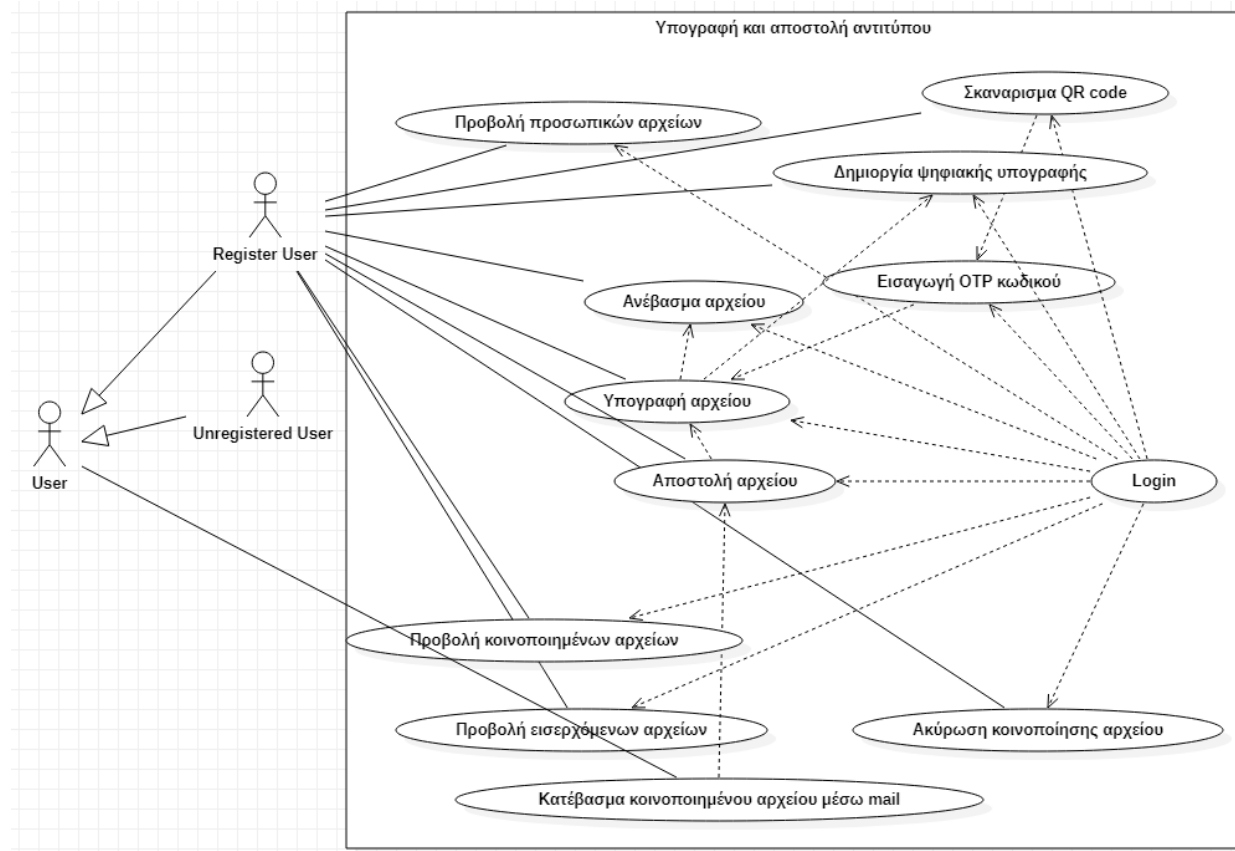 Υπογραφή και αποστολή αντιτύπου
Σκαναρισμα QR code
Προβολή προσωπικών αρχείων
Δημιοργία ψηφιακής υπογραφής
Register User
Εισαγωγή OTP κωδικού
Ανέβασμα αρχείου
Υπογραφή αρχείου
Unregistered User
User
Αποστολή αρχείου
Login
Προβολή κοινοποιημένων αρχείων
Προβολή εισερχόμενων αρχείων
Ακύρωση κοινοποίησης αρχείου
Κατέβασμα κοινοποιημένου αρχείου μέσω mail